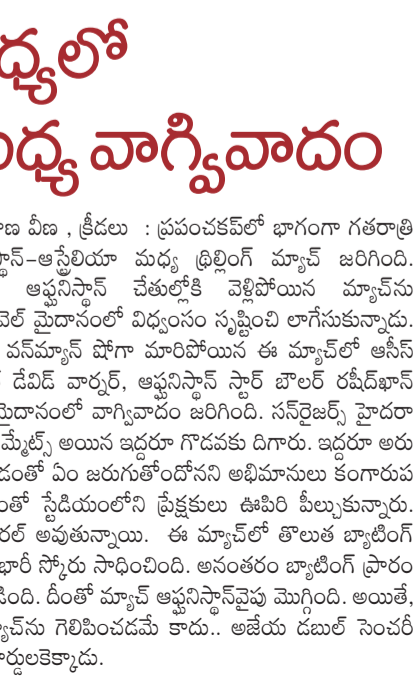 ధ్యలో
ంధ్య వాగ్వివాదం
ాణ వీణ , క్రీడలు : ప్రపంచకప్‌లో భాగంగా గతరాత్రి
స్థాన్-ఆస్ట్రేలియా మధ్య థ్రిల్లింగ్ మ్యాచ్ జరిగింది.
ఆఫ్ఘనిస్థాన్ చేతుల్లోకి వెళ్లిపోయిన మ్యాచ్‌ను
వెల్ మైదానంలో విధ్వంసం సృష్టించి లాగేసుకున్నాడు.
వన్‌మ్యాన్ షోగా మారిపోయిన ఈ మ్యాచ్‌లో ఆసీస్
డేవిడ్ వార్నర్, ఆఫ్ఘనిస్థాన్ స్టార్ బౌలర్ రషీద్‌ఖాన్
మైదానంలో వాగ్వివాదం జరిగింది. సన్‌రైజర్స్ హైదరా
మ్మేట్స్ అయిన ఇద్దరూ గొడవకు దిగారు. ఇద్దరూ అరు
డంతో ఏం జరుగుతోందోనని అభిమానులు కంగారుప
ంతో స్టేడియంలోని ప్రేక్షకులు ఊపిరి పీల్చుకున్నారు.
రల్ అవుతున్నాయి. ఈ మ్యాచ్‌లో తొలుత బ్యాటింగ్
భారీ స్కోరు సాధించింది. అనంతరం బ్యాటింగ్ ప్రారం
డింది. దీంతో మ్యాచ్ ఆఫ్ఘనిస్థాన్‌వైపు మొగ్గింది. అయితే,
్యాచ్‌ను గెలిపించడమే కాదు.. అజేయ డబుల్ సెంచరీ
ార్డులకెక్కాడు.